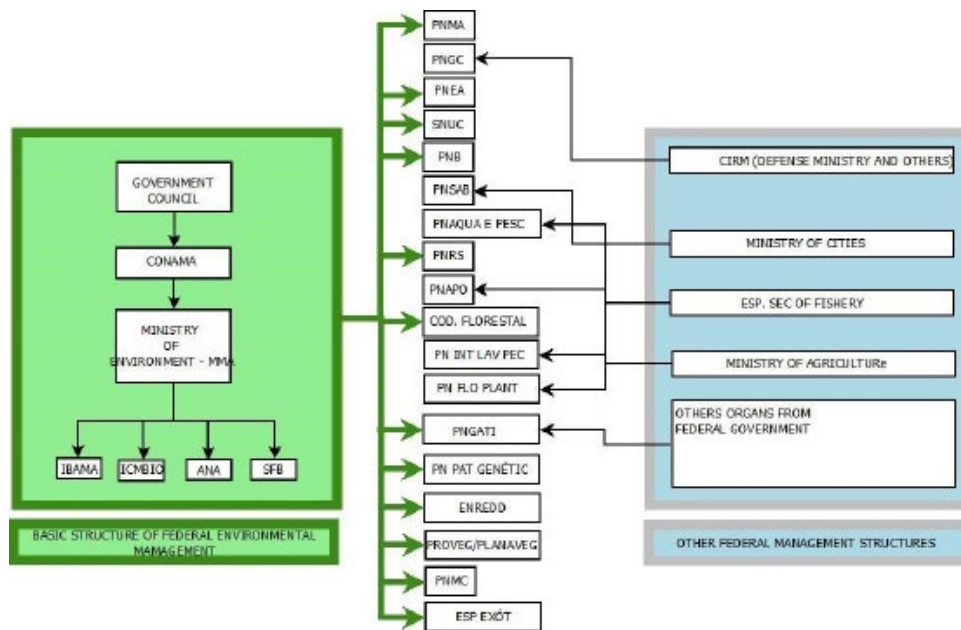 GOVERNMENT
COUNCIL
CONAMA
MINISTRY
OF
ENVIRONMENT - MMA
IBAMA
ICMBIO
ANA
SFB
BASIC STRUCTURE OF FEDERAL ENVIRONMENTAL
MANAGEMENT
PNMA
PNGC
PNEA
SNUC
PNB
PNSAB
PNAQUA E PESC
PNRS
PNAPO
COD. FLORESTAL
PN INT LAV PEC
PN FLO PLANT
PNGATI
PN PAT GENÉTIC
ENREDD
PROVEG/PLANAVEG
PNMC
ESP EXÓT
CIRM (DEFENSE MINISTRY AND OTHERS)
MINISTRY OF CITIES
ESP. SEC OF FISHERY
MINISTRY OF AGRICULTURe
OTHERS ORGANS FROM
FEDERAL GOVERNMENT
OTHER FEDERAL MANAGEMENT STRUCTURES